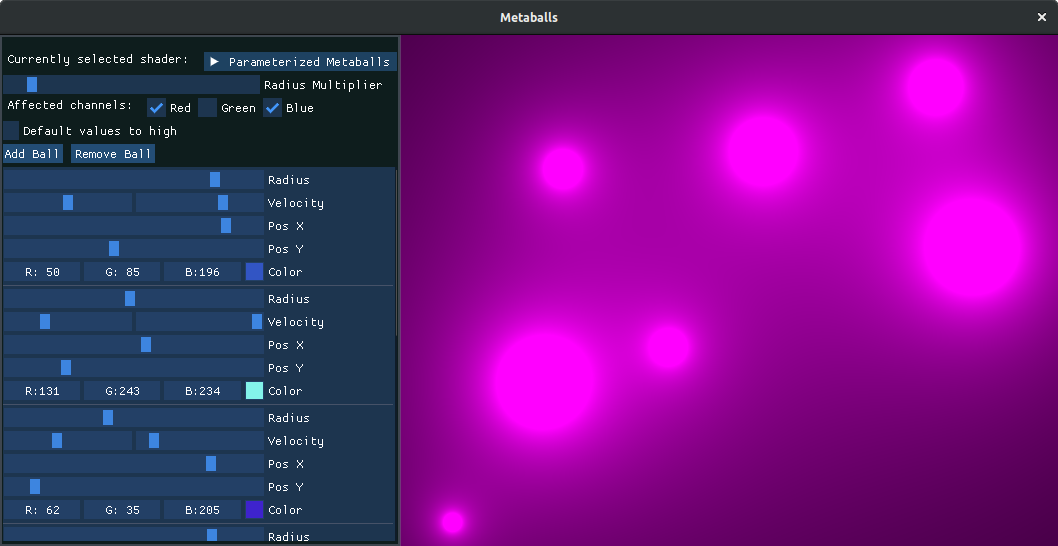 Metaballs
Currently selected shader: Parameterized Metaballs
Radius Multiplier
Affected channels: Red Green Blue
Default values to high
Add Ball Remove Ball
Radius
Velocity
Pos X
Pos Y
R: 50 G: 85 B:196 Color
Radius
Velocity
Pos X
Pos Y
R:131 G:243 B:234 Color
Radius
Velocity
Pos X
Pos Y
R: 62 G: 35 B:205 Color
Radius